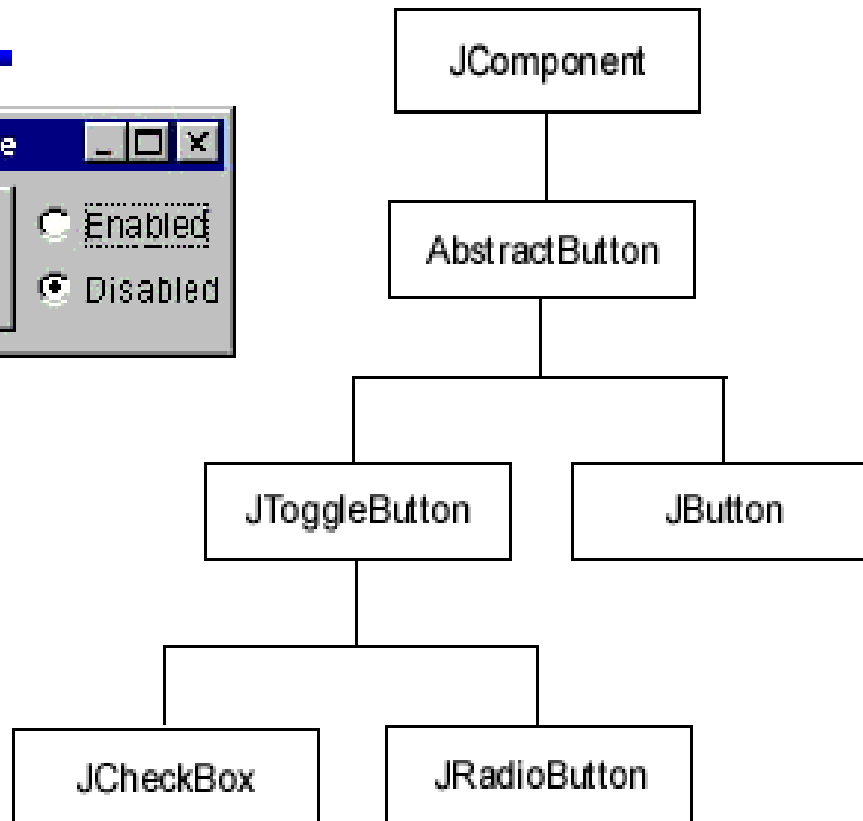 JComponent
e
Enabled
Disabled
AbstractButton
JToggleButton
JButton
JCheckBox
JRadioButton